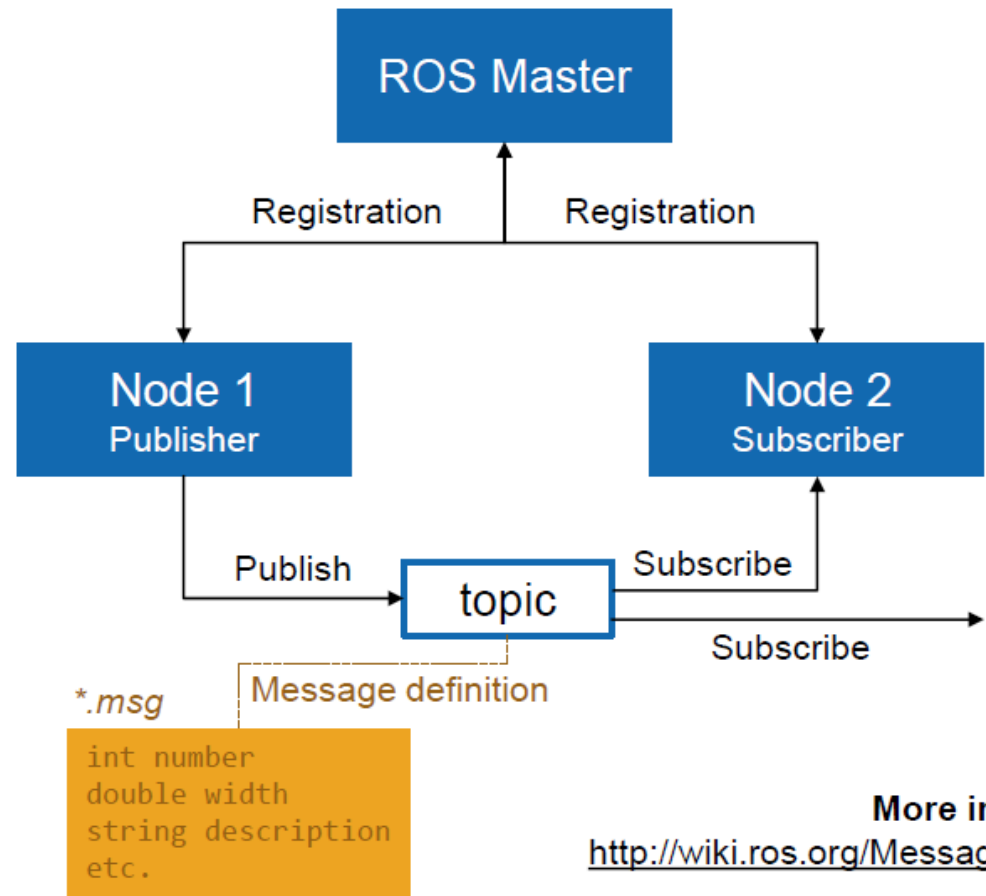 ROS Master
Registration
Registration
Node 1
Publisher
Node 2
Subscriber
Publish
topic
Subscribe
Subscribe
Message definition
*.msg
int number
double width
string description
etc.
More
http://wiki.ros.org/Messag